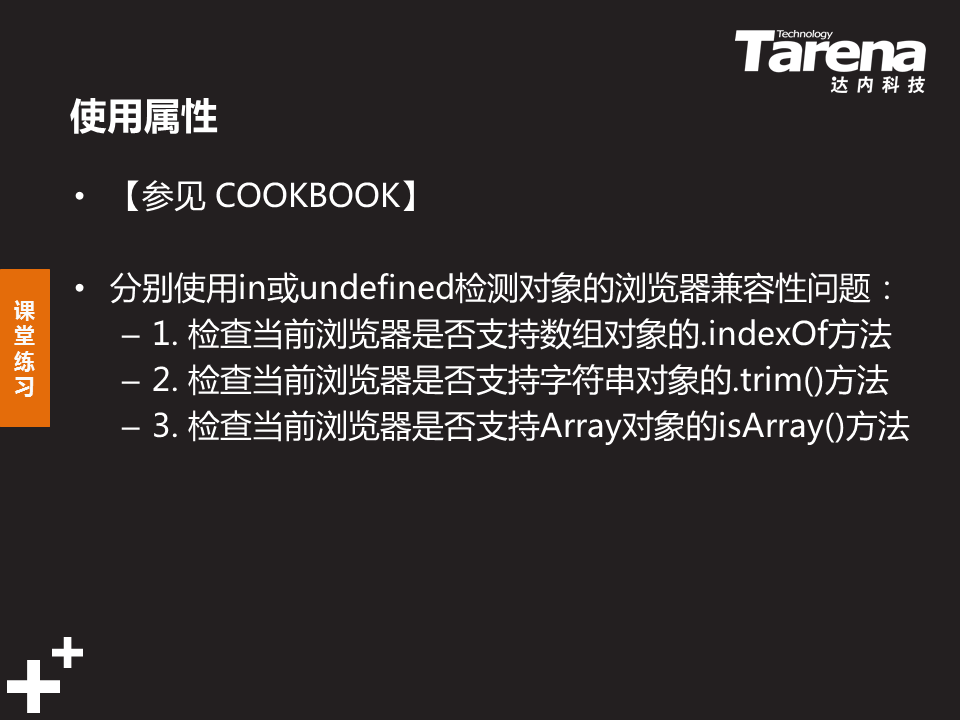 Technology
Tarena
达内科技
使用属性
• 【参见 COOKBOOK】
• 分别使用in或undefined检测对象的浏览器兼容性问题：
– 1. 检查当前浏览器是否支持数组对象的.indexOf方法
– 2. 检查当前浏览器是否支持字符串对象的.trim()方法
– 3. 检查当前浏览器是否支持Array对象的isArray()方法
课
堂
练
习